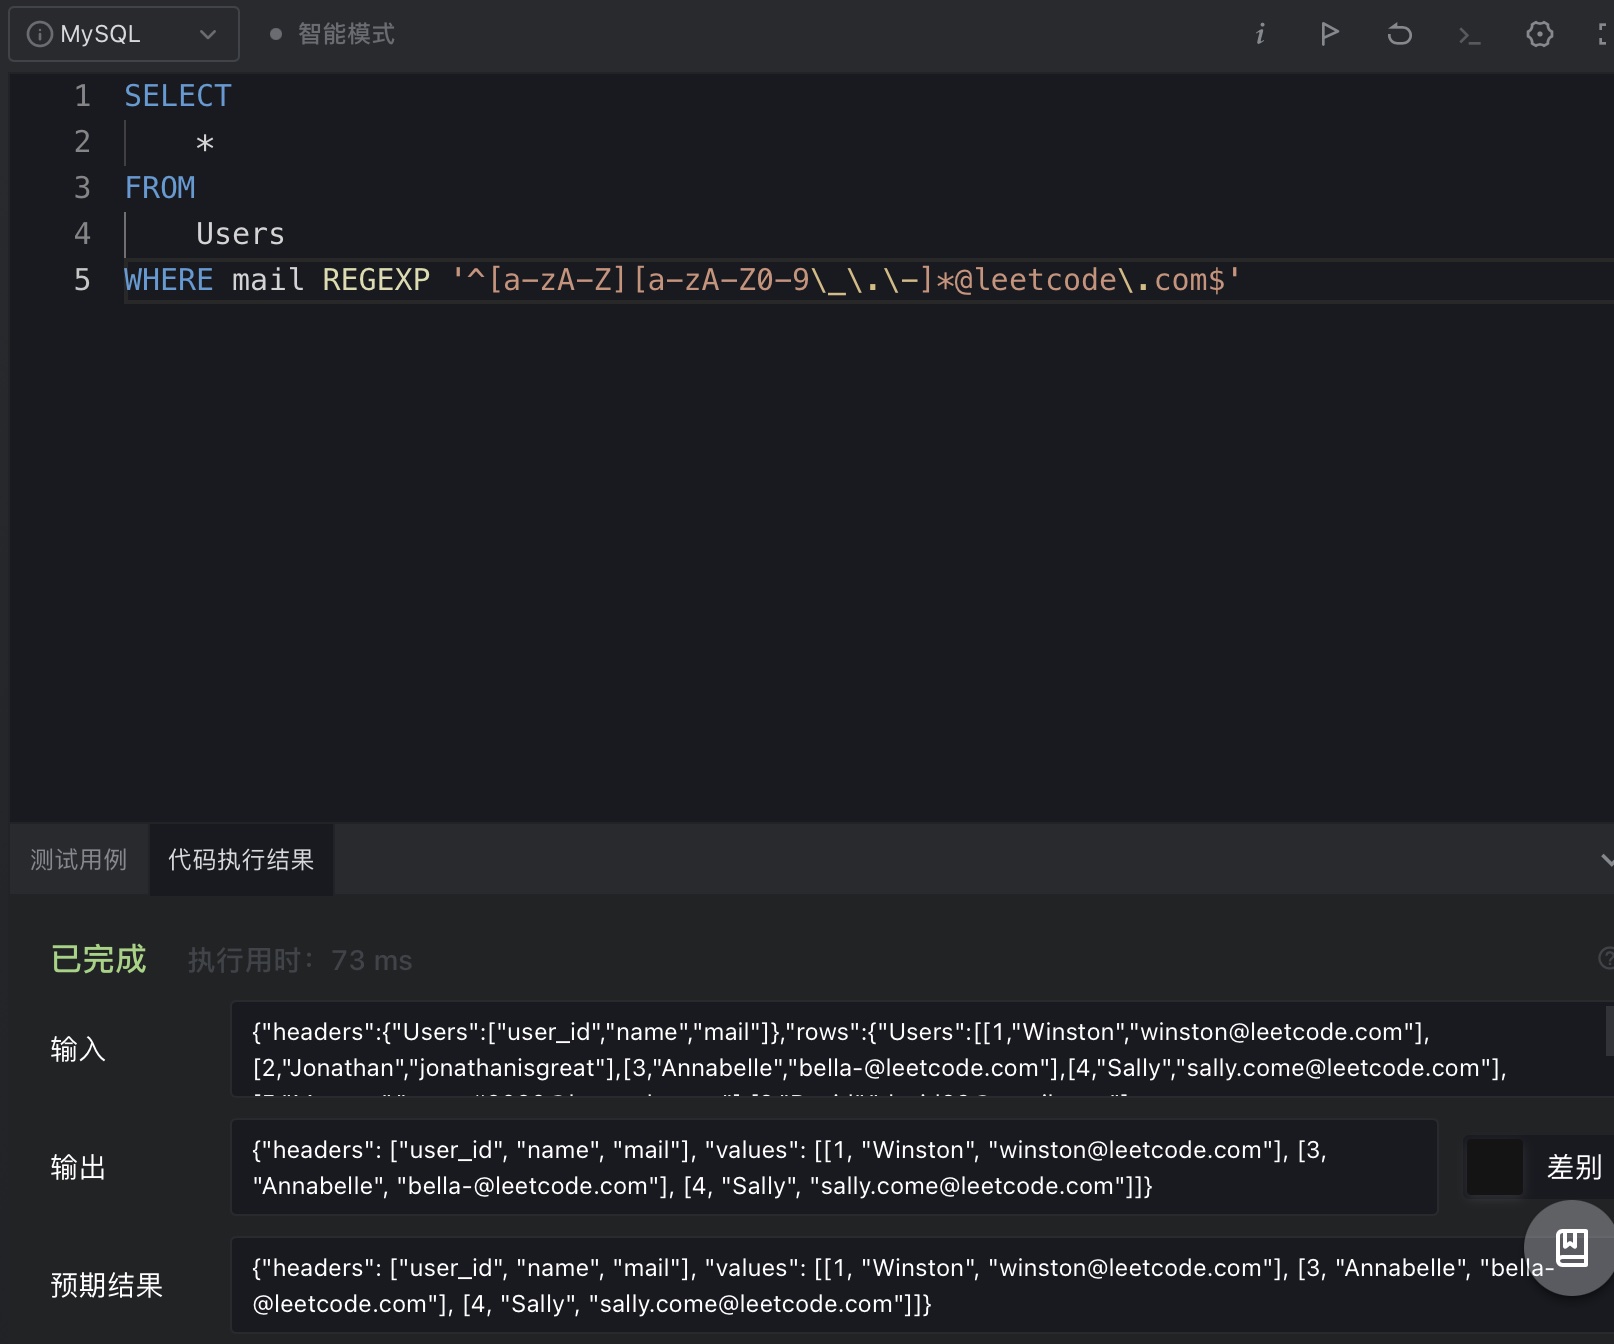 MySQL
智能模式
1 SELECT
2     *
3 FROM
4     Users
5 WHERE mail REGEXP '^[a-zA-Z][a-zA-Z0-9\_\.\-]*@leetcode\.com$'
测试用例 代码执行结果
已完成 执行用时：73 ms
输入
{"headers":{"Users":["user_id","name","mail"]},"rows":{"Users":[[1,"Winston","winston@leetcode.com"],
[2,"Jonathan","jonathanisgreat"],[3,"Annabelle","bella-@leetcode.com"],[4,"Sally","sally.come@leetcode.com"],
输出
{"headers": ["user_id", "name", "mail"], "values": [[1, "Winston", "winston@leetcode.com"], [3,
"Annabelle", "bella-@leetcode.com"], [4, "Sally", "sally.come@leetcode.com"]]}
差别
预期结果
{"headers": ["user_id", "name", "mail"], "values": [[1, "Winston", "winston@leetcode.com"], [3, "Annabelle", "bella-
@leetcode.com"], [4, "Sally", "sally.come@leetcode.com"]]}